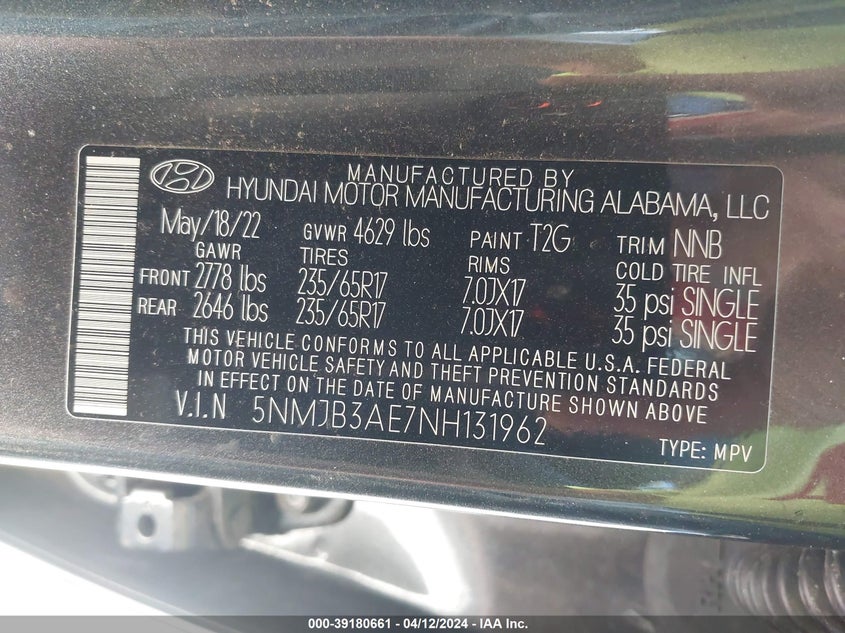 MANUFACTURED BY
HYUNDAI MOTOR MANUFACTURING ALABAMA, LLC
May/18/22 GVWR 4629 lbs PAINT T2G TRIM NNB
GAWR TIRES RIMS COLD TIRE INFL
FRONT 2778 lbs 235/65R17 7.0JX17 35 psi SINGLE
REAR 2646 lbs 235/65R17 7.0JX17 35 psi SINGLE
THIS VEHICLE CONFORMS TO ALL APPLICABLE U.S.A. FEDERAL
MOTOR VEHICLE SAFETY AND THEFT PREVENTION STANDARDS
IN EFFECT ON THE DATE OF MANUFACTURE SHOWN ABOVE
V.I.N 5NMJB3AE7NH131962
TYPE: MPV
000-39180661 - 04/12/2024 - IAA Inc.